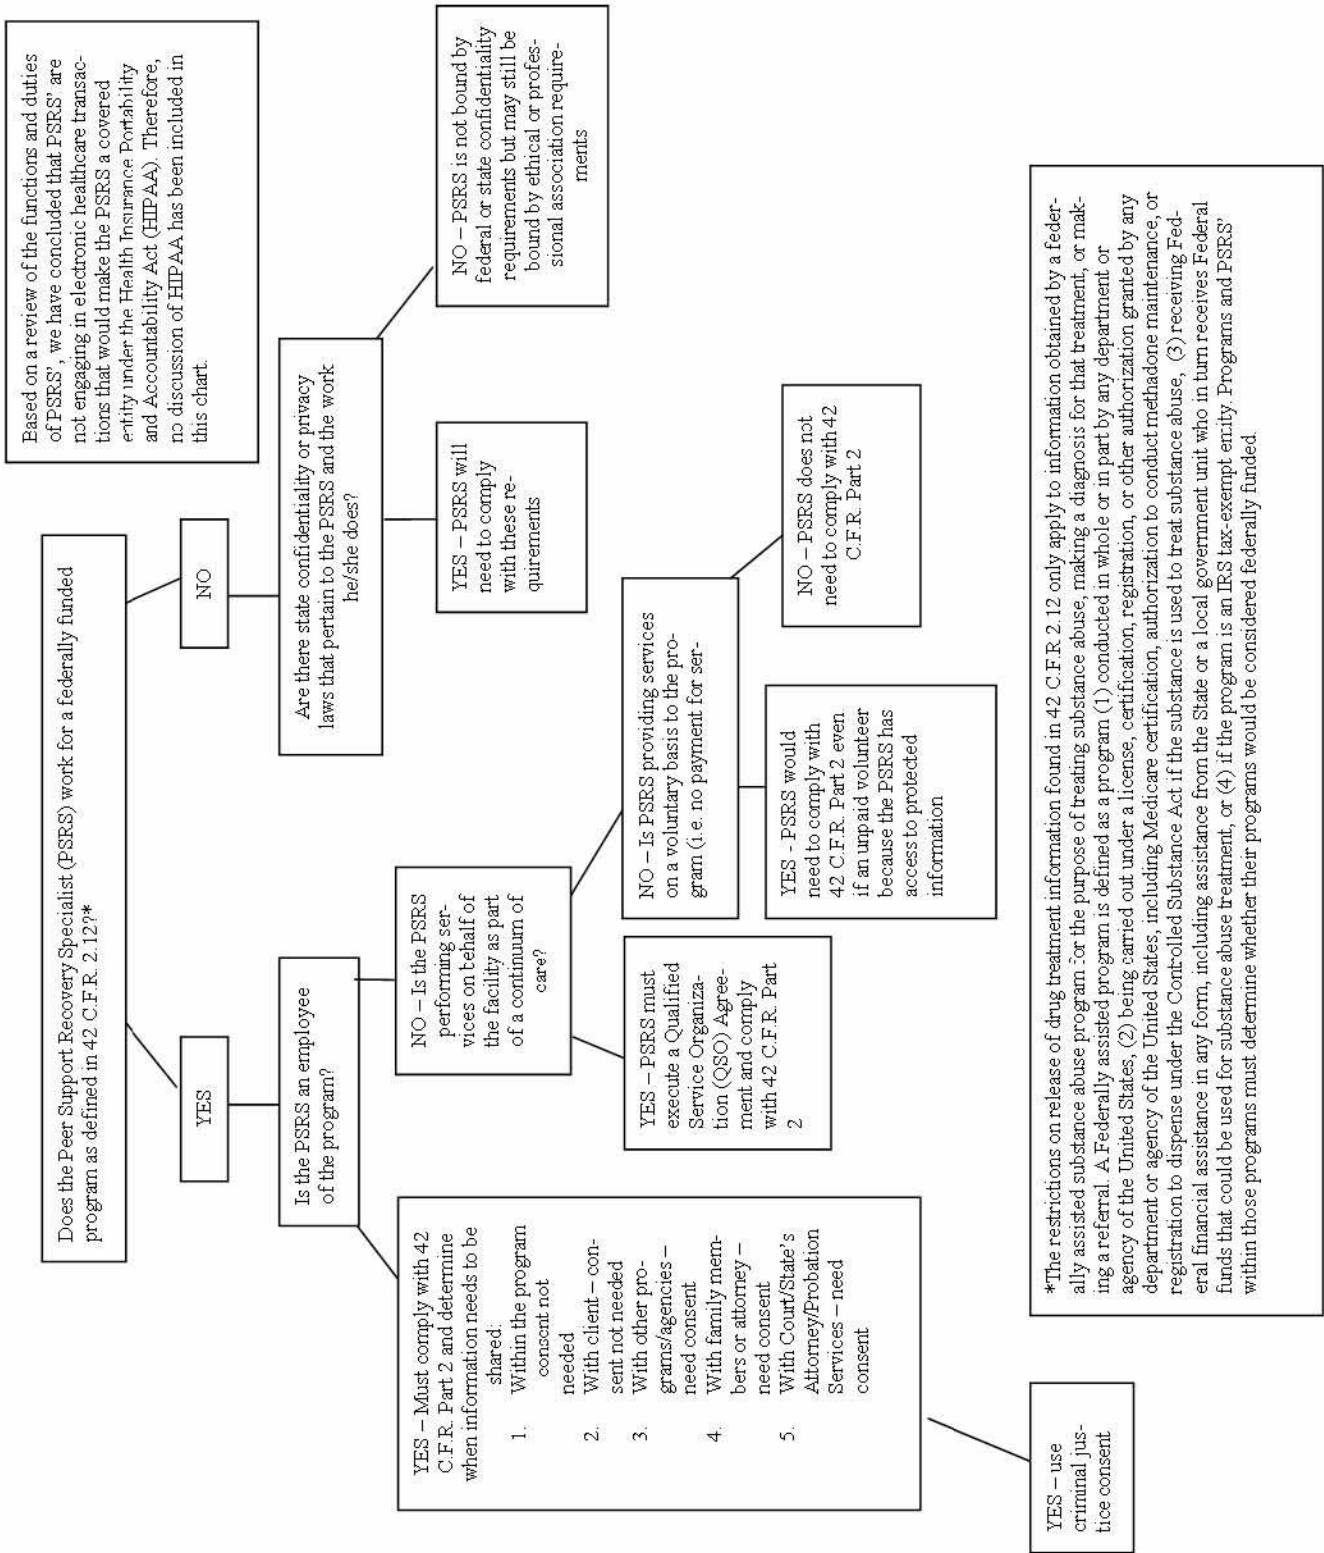 Does the Peer Support Recovery Specialist (PSRS) work for a federally funded
program as defined in 42 C.F.R. 2.12?*
Based on a review of the functions and duties
of PSRS', we have concluded that PSRS' are
not engaging in electronic healthcare transac-
tions that would make the PSRS a covered
entity under the Health Insurance Portability
and Accountability Act (HIPAA). Therefore,
no discussion of HIPAA has been included in
this chart.
YES
NO
Is the PSRS an employee
of the program?
Are there state confidentiality or privacy
laws that pertain to the PSRS and the work
he/she does?
YES – Must comply with 42
C.F.R. Part 2 and determine
when information needs to be
shared:
1. Within the program
consent not
needed
2. With client – con-
sent not needed
3. With other pro-
grams/agencies –
need consent
4. With family mem-
bers or attorney –
need consent
5. With Court/State's
Attorney/Probation
Services – need
consent
NO – Is the PSRS
performing ser-
vices on behalf of
the facility as part
of a continuum of
care?
YES – PSRS will
need to comply
with these re-
quirements
NO – PSRS is not bound by
federal or state confidentiality
requirements but may still be
bound by ethical or profes-
sional association require-
ments
YES – PSRS must
execute a Qualified
Service Organiza-
tion (QSO) Agree-
ment and comply
with 42 C.F.R. Part
2
NO – Is PSRS providing services
on a voluntary basis to the pro-
gram (i.e. no payment for ser-
YES - PSRS would
need to comply with
42 C.F.R. Part 2 even
if an unpaid volunteer
because the PSRS has
access to protected
information
NO – PSRS does not
need to comply with 42
C.F.R. Part 2
YES – use
criminal jus-
tice consent
*The restrictions on release of drug treatment information found in 42 C.F.R 2.12 only apply to information obtained by a feder-
ally assisted substance abuse program for the purpose of treating substance abuse, making a diagnosis for that treatment, or mak-
ing a referral. A Federally assisted program is defined as a program (1) conducted in whole or in part by any department or
agency of the United States, (2) being carried out under a license, certification, registration, or other authorization granted by any
department or agency of the United States, including Medicare certification, authorization to conduct methadone maintenance, or
registration to dispense under the Controlled Substance Act if the substance is used to treat substance abuse, (3) receiving Fed-
eral financial assistance in any form, including assistance from the State or a local government unit who in turn receives Federal
funds that could be used for substance abuse treatment, or (4) if the program is an IRS tax-exempt entity. Programs and PSRS'
within those programs must determine whether their programs would be considered federally funded.